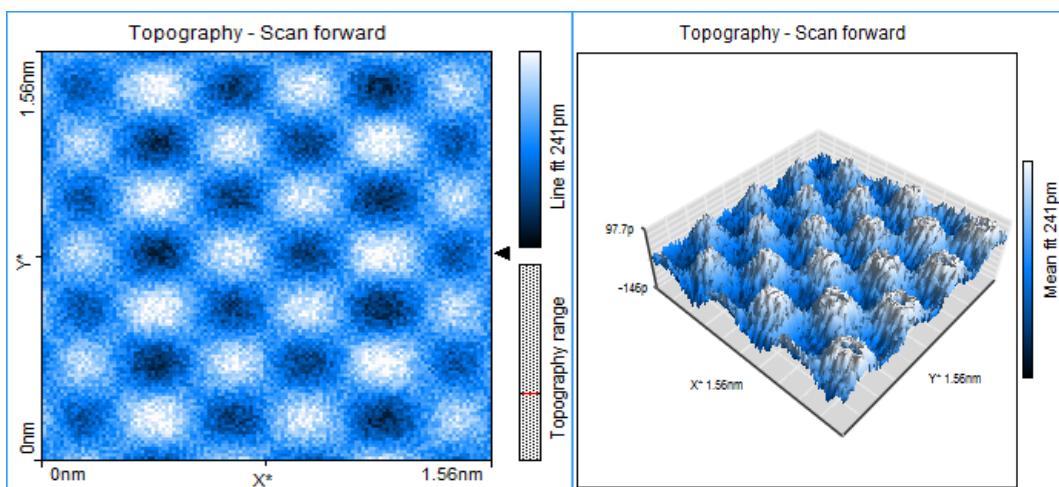 Topography - Scan forward
1.56nm
Y*
0nm
0nm
X*
1.56nm
Line fit 241pm
Topography range
Topography - Scan forward
97.7p
-146p
X* 1.56nm
Y* 1.56nm
Mean fit 241pm